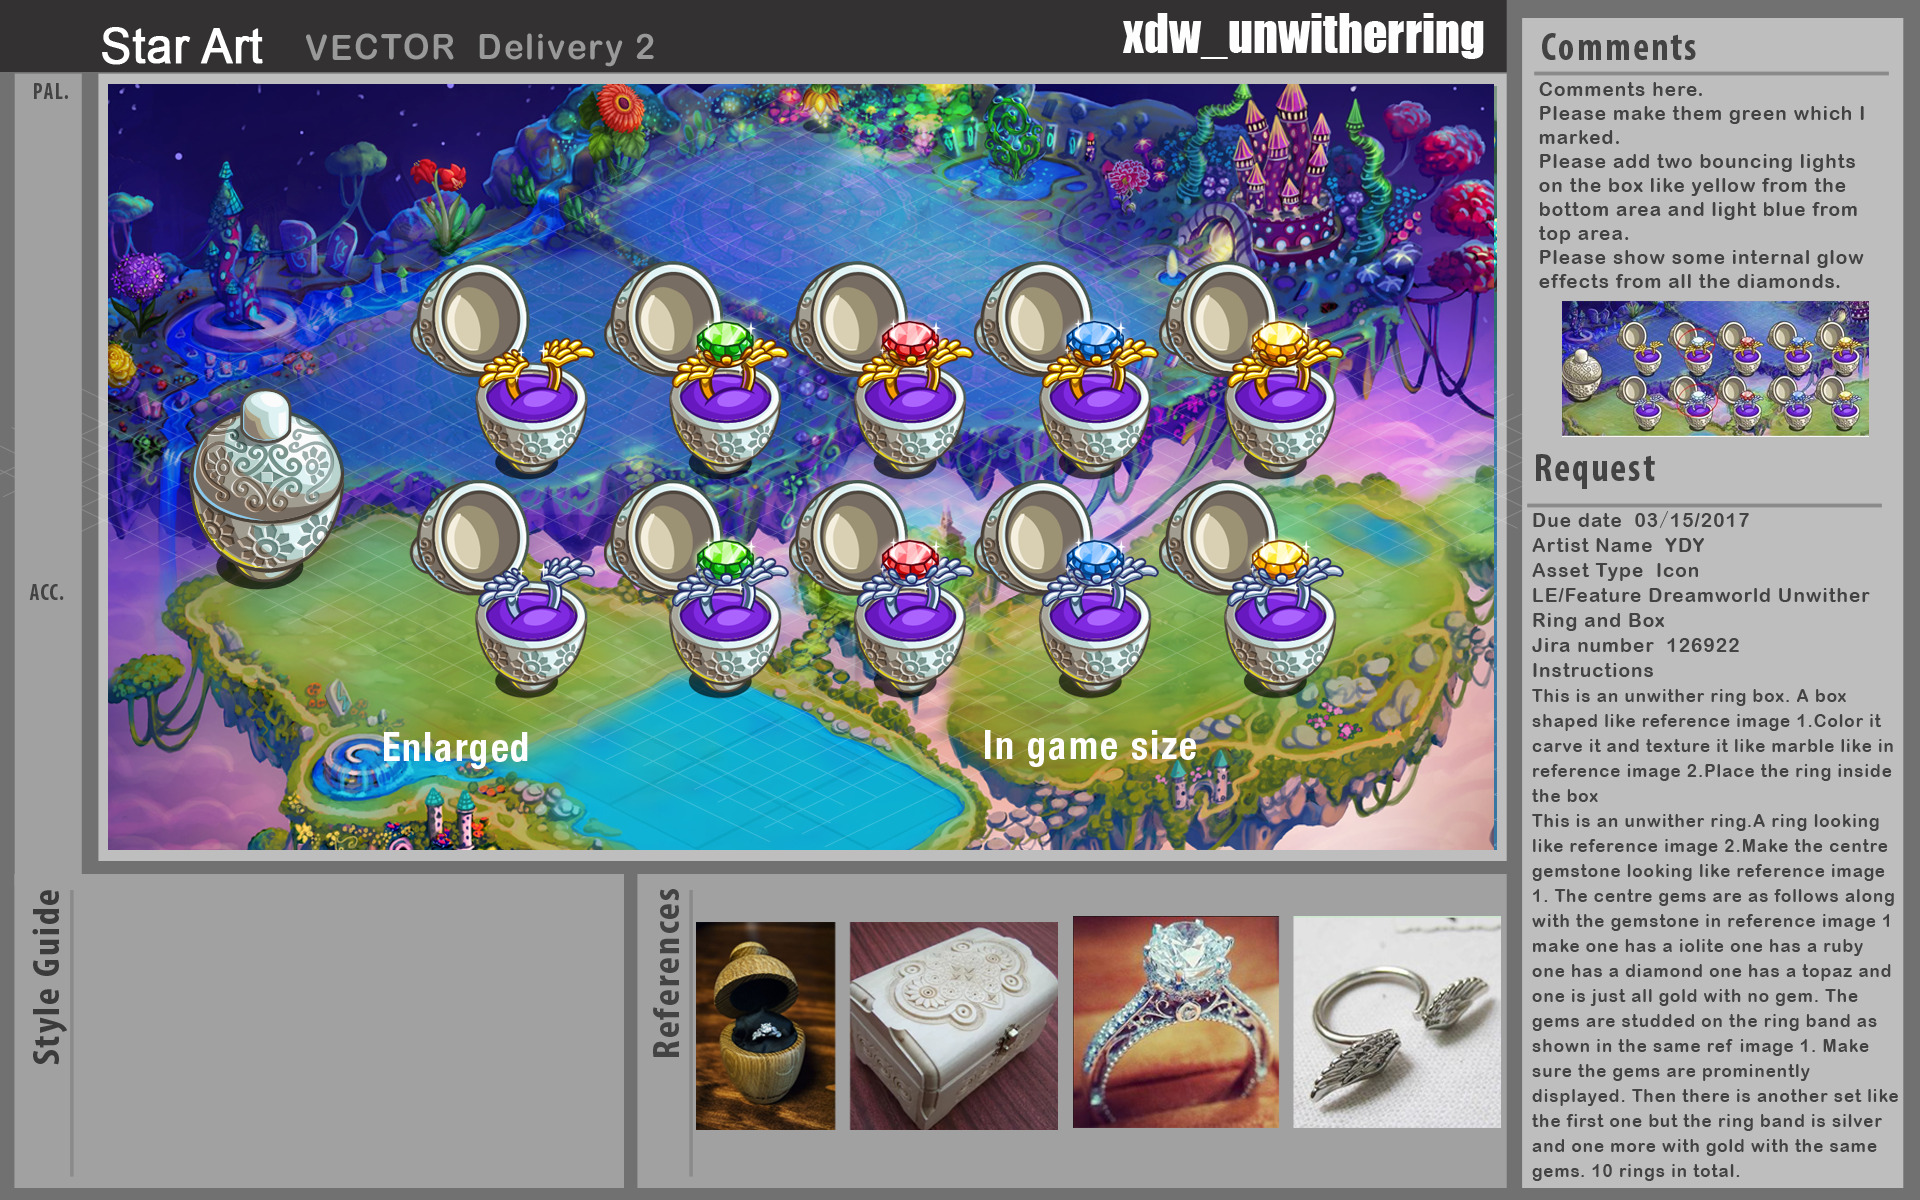 Star Art VECTOR Delivery 2 xdw_unwitherring
PAL.
ACC.
Enlarged
In game size
Style Guide
References
Comments
Comments here.
Please make them green which I
marked.
Please add two bouncing lights
on the box like yellow from the
bottom area and light blue from
top area.
Please show some internal glow
effects from all the diamonds.
Request
Due date 03/15/2017
Artist Name YDY
Asset Type Icon
LE/Feature Dreamworld Unwither
Ring and Box
Jira number 126922
Instructions
This is an unwither ring box. A box
shaped like reference image 1.Color it
carve it and texture it like marble like in
reference image 2.Place the ring inside
the box
This is an unwither ring.A ring looking
like reference image 2.Make the centre
gemstone looking like reference image
1. The centre gems are as follows along
with the gemstone in reference image 1
make one has a iolite one has a ruby
one has a diamond one has a topaz and
one is just all gold with no gem. The
gems are studded on the ring band as
shown in the same ref image 1. Make
sure the gems are prominently
displayed. Then there is another set like
the first one but the ring band is silver
and one more with gold with the same
gems. 10 rings in total.